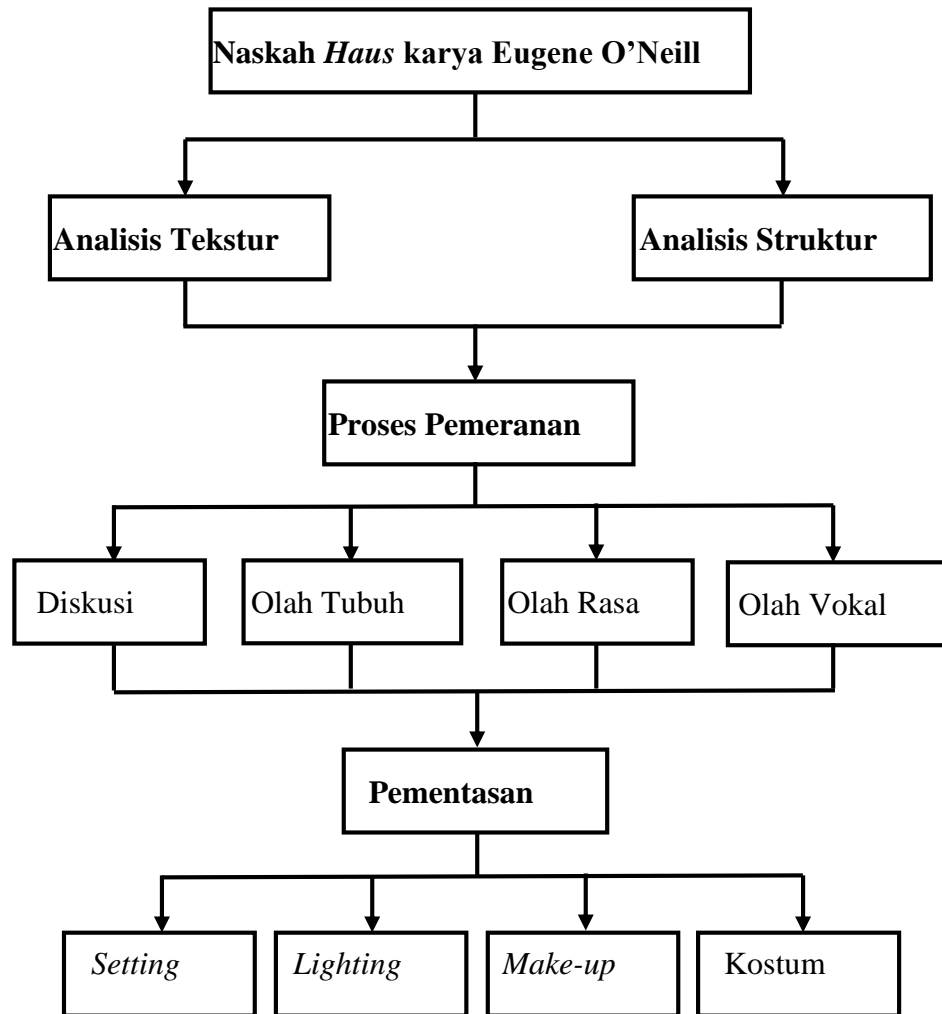 Naskah Haus karya Eugene O’Neill
Analisis Tekstur
Analisis Struktur
Proses Pemeranan
Diskusi
Olah Tubuh
Olah Rasa
Olah Vokal
Pementasan
Setting
Lighting
Make-up
Kostum